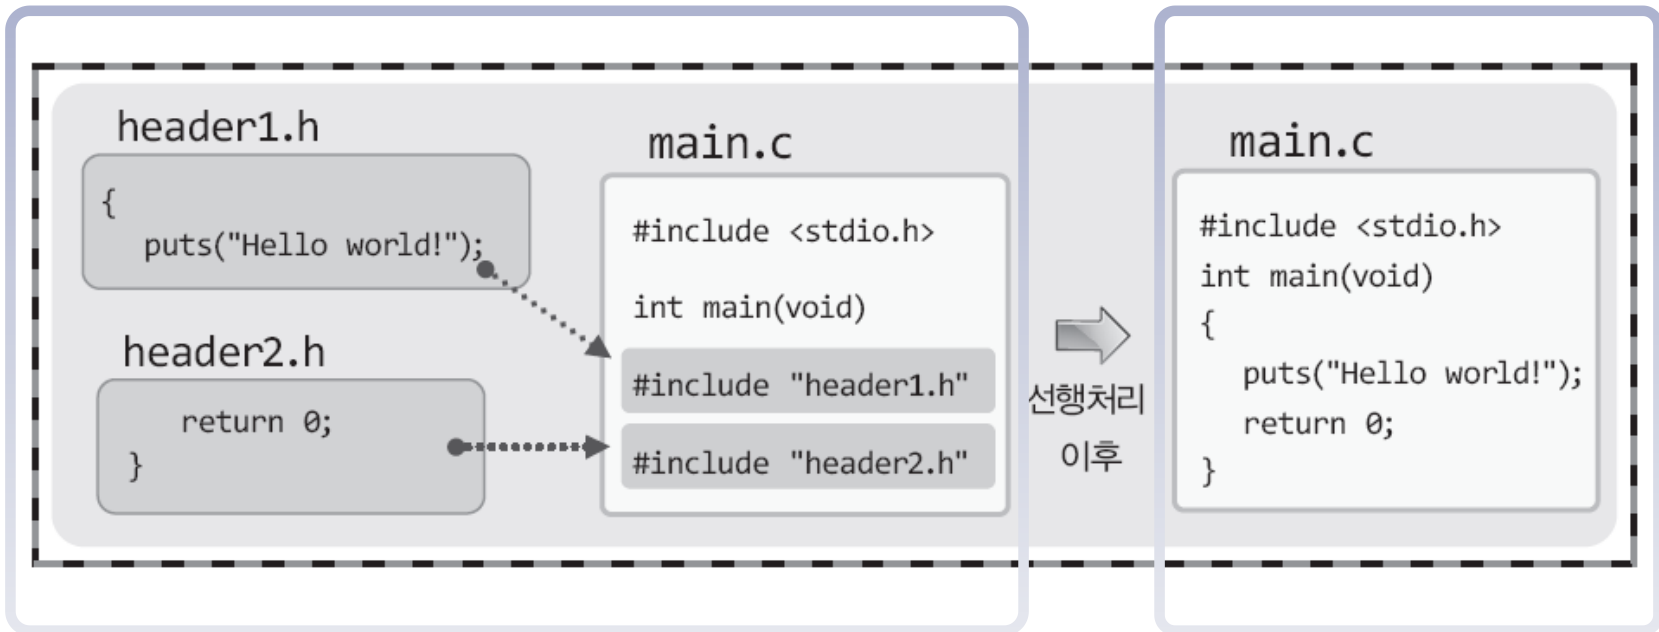 header1.h
{
puts("Hello world!");
header2.h
return 0;
}
main.c
#include <stdio.h>
int main(void)
#include "header1.h"
#include "header2.h"
선행처리
이후
main.c
#include <stdio.h>
int main(void)
{
puts("Hello world!");
return 0;
}